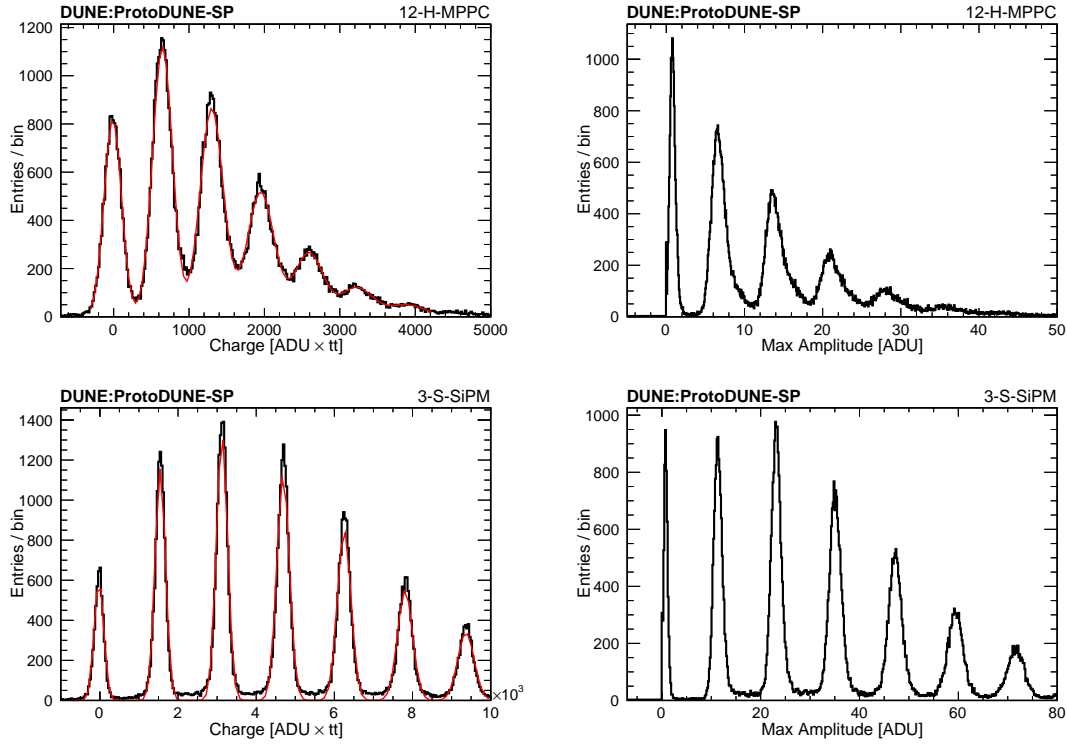 DUNE:ProtoDUNE-SP 12-H-MPPC
Entries / bin
1200
1000
800
600
400
200
0
0 1000 2000 3000 4000 5000
Charge [ADU × tt]
DUNE:ProtoDUNE-SP 12-H-MPPC
Entries / bin
1000
800
600
400
200
0
0 10 20 30 40 50
Max Amplitude [ADU]
DUNE:ProtoDUNE-SP 3-S-SiPM
Entries / bin
1400
1200
1000
800
600
400
200
0
×10³
0 2 4 6 8 10
Charge [ADU × tt]
DUNE:ProtoDUNE-SP 3-S-SiPM
Entries / bin
1000
800
600
400
200
0
0 20 40 60 80
Max Amplitude [ADU]